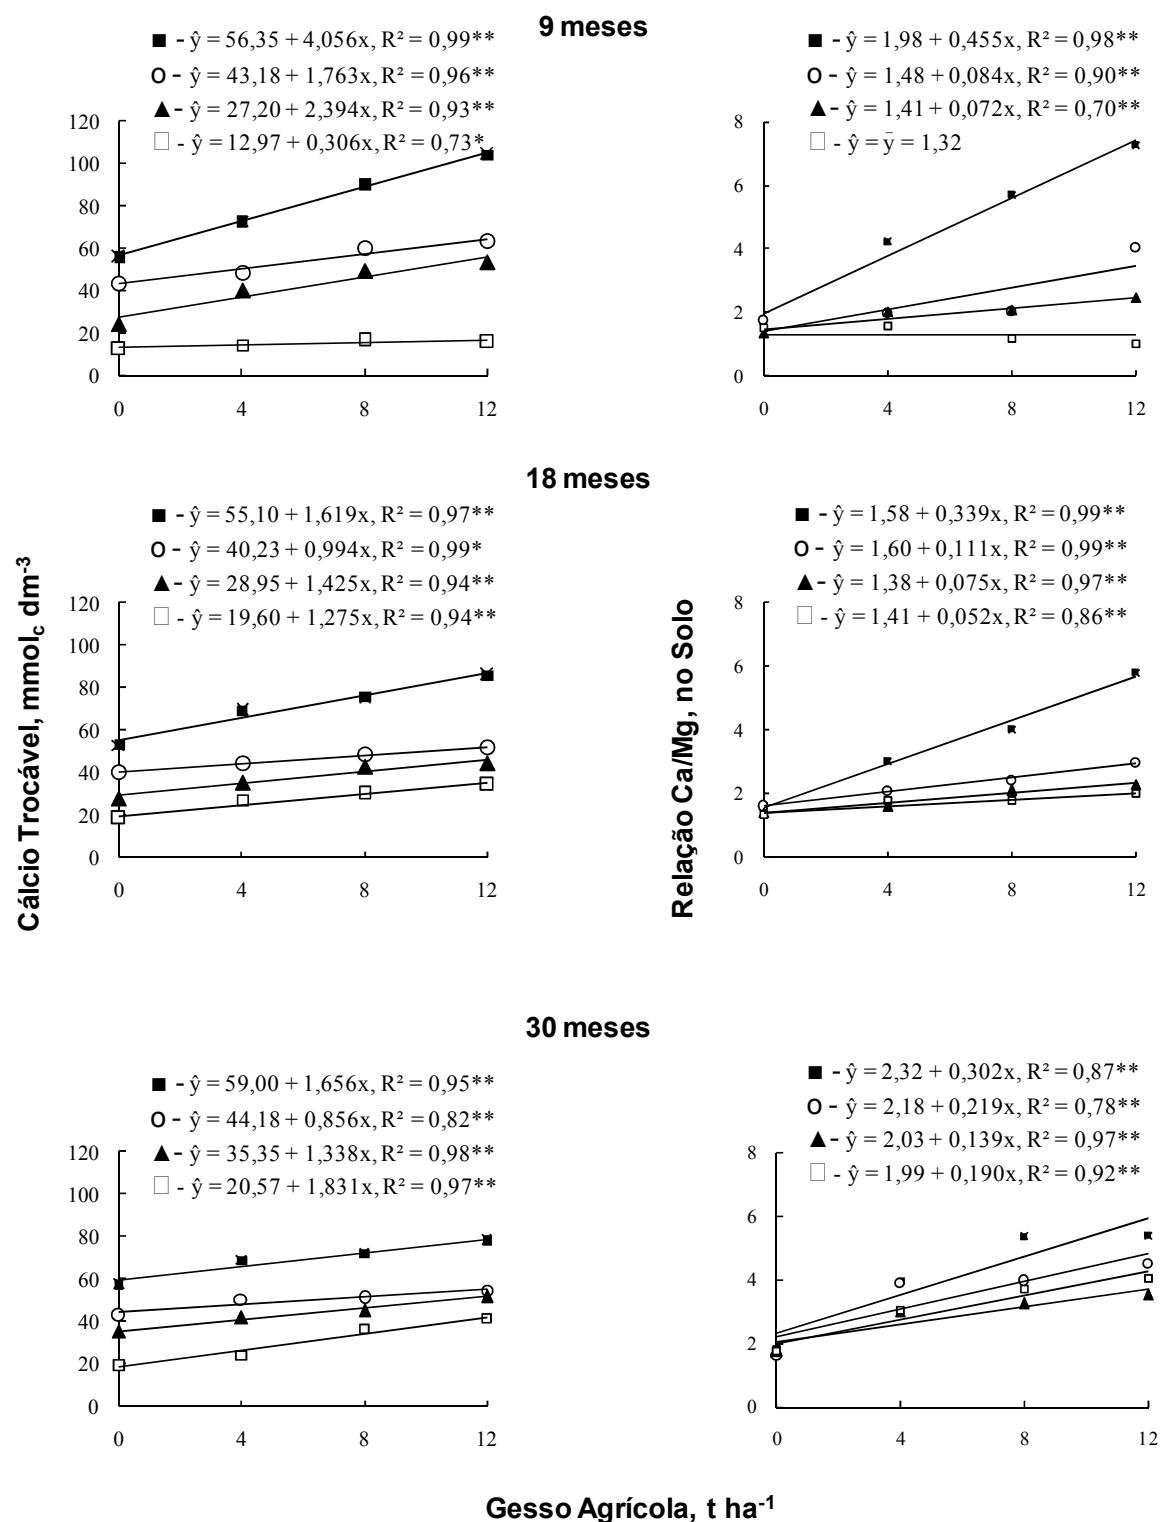 9 meses
■ - ŷ = 56,35 + 4,056x, R² = 0,99**
o - ŷ = 43,18 + 1,763x, R² = 0,96**
▲ - ŷ = 27,20 + 2,394x, R² = 0,93**
□ - ŷ = 12,97 + 0,306x, R² = 0,73*
120
100
80
60
40
20
0
0 4 8 12
■ - ŷ = 1,98 + 0,455x, R² = 0,98**
o - ŷ = 1,48 + 0,084x, R² = 0,90**
▲ - ŷ = 1,41 + 0,072x, R² = 0,70**
□ - ŷ = ȳ = 1,32
8
6
4
2
0
0 4 8 12
18 meses
■ - ŷ = 55,10 + 1,619x, R² = 0,97**
o - ŷ = 40,23 + 0,994x, R² = 0,99*
▲ - ŷ = 28,95 + 1,425x, R² = 0,94**
□ - ŷ = 19,60 + 1,275x, R² = 0,94**
120
100
80
60
40
20
0
0 4 8 12
Cálcio Trocável, mmol_c dm⁻³
■ - ŷ = 1,58 + 0,339x, R² = 0,99**
o - ŷ = 1,60 + 0,111x, R² = 0,99**
▲ - ŷ = 1,38 + 0,075x, R² = 0,97**
□ - ŷ = 1,41 + 0,052x, R² = 0,86**
8
6
4
2
0
0 4 8 12
Relação Ca/Mg, no Solo
30 meses
■ - ŷ = 59,00 + 1,656x, R² = 0,95**
o - ŷ = 44,18 + 0,856x, R² = 0,82**
▲ - ŷ = 35,35 + 1,338x, R² = 0,98**
□ - ŷ = 20,57 + 1,831x, R² = 0,97**
120
100
80
60
40
20
0
0 4 8 12
■ - ŷ = 2,32 + 0,302x, R² = 0,87**
o - ŷ = 2,18 + 0,219x, R² = 0,78**
▲ - ŷ = 2,03 + 0,139x, R² = 0,97**
□ - ŷ = 1,99 + 0,190x, R² = 0,92**
8
6
4
2
0
0 4 8 12
Gesso Agrícola, t ha⁻¹